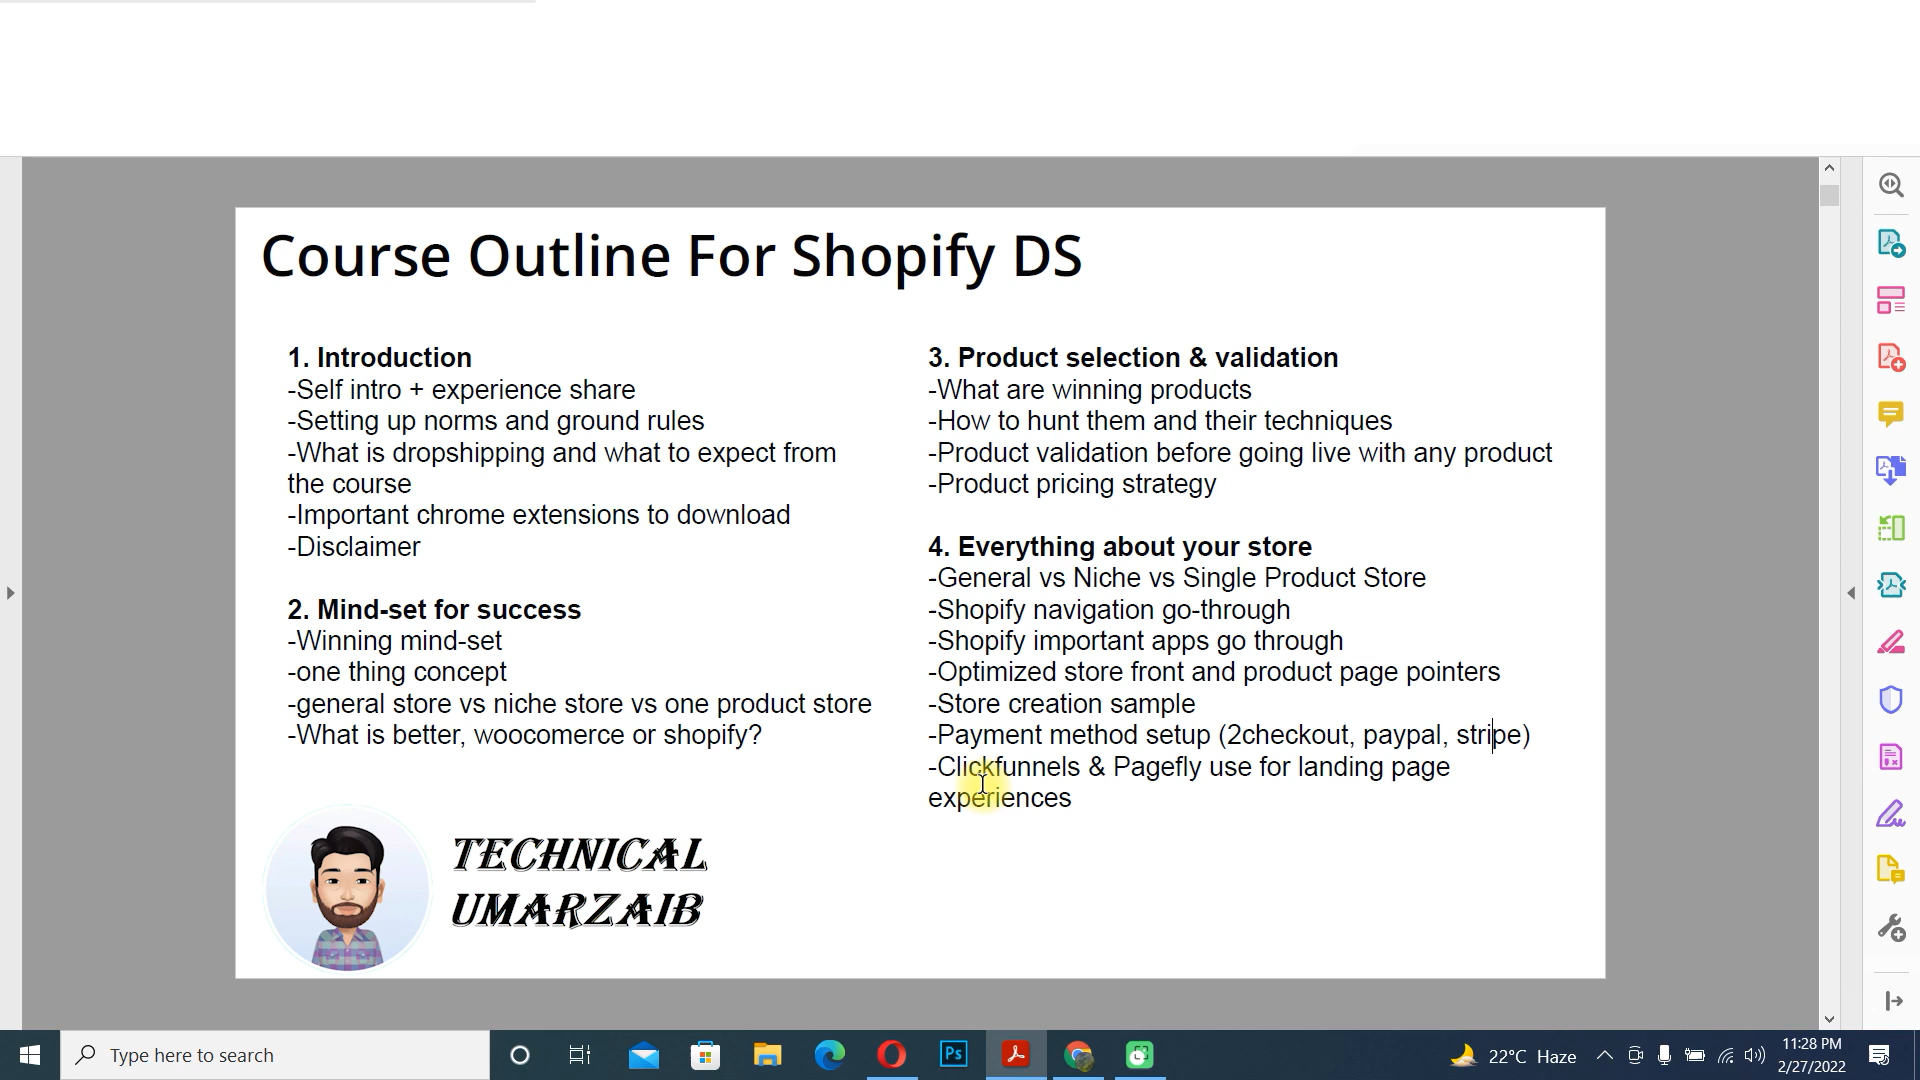 Course Outline For Shopify DS
1. Introduction
-Self intro + experience share
-Setting up norms and ground rules
-What is dropshipping and what to expect from
the course
-Important chrome extensions to download
-Disclaimer
2. Mind-set for success
-Winning mind-set
-one thing concept
-general store vs niche store vs one product store
-What is better, woocomerce or shopify?
3. Product selection & validation
-What are winning products
-How to hunt them and their techniques
-Product validation before going live with any product
-Product pricing strategy
4. Everything about your store
-General vs Niche vs Single Product Store
-Shopify navigation go-through
-Shopify important apps go through
-Optimized store front and product page pointers
-Store creation sample
-Payment method setup (2checkout, paypal, stripe)
-Clickfunnels & Pagefly use for landing page
experiences
TECHNICAL
UMARZAIB
Type here to search
Ps
22°C Haze
11:28 PM
2/27/2022